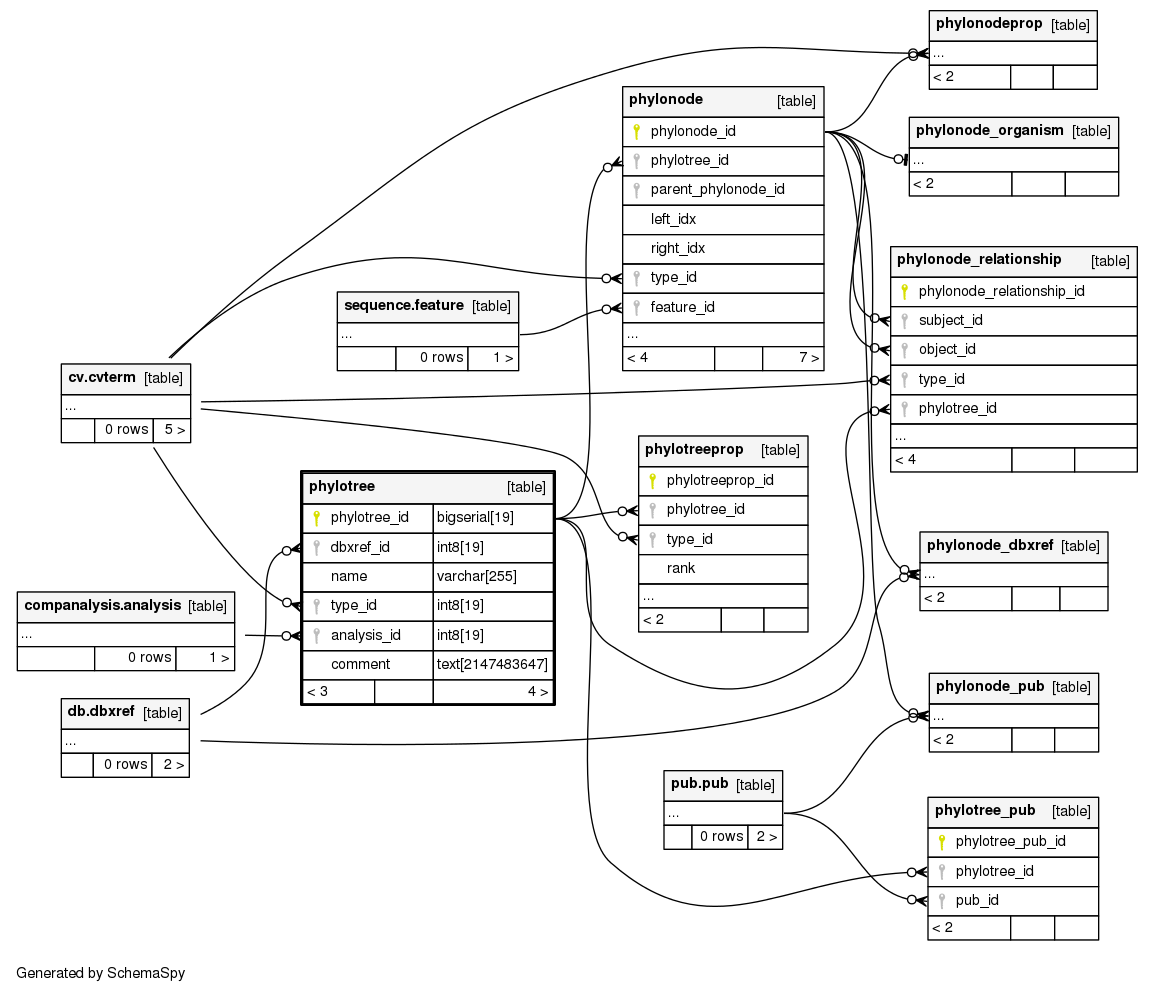 phylonodeprop [table]
...
< 2
phylonode [table]
phylonode_id
phylotree_id
parent_phylonode_id
left_idx
right_idx
type_id
feature_id
...
< 4 7 >
phylonode_organism [table]
...
< 2
phylonode_relationship [table]
phylonode_relationship_id
subject_id
object_id
type_id
phylotree_id
...
< 4
sequence.feature [table]
...
0 rows 1 >
cv.cvterm [table]
...
0 rows 5 >
phylotreeprop [table]
phylotreeprop_id
phylotree_id
type_id
rank
...
< 2
phylotree [table]
phylotree_id bigserial[19]
dbxref_id int8[19]
name varchar[255]
type_id int8[19]
analysis_id int8[19]
comment text[2147483647]
< 3 4 >
phylonode_dbxref [table]
...
< 2
companalysis.analysis [table]
...
0 rows 1 >
db.dbxref [table]
...
0 rows 2 >
phylonode_pub [table]
...
< 2
pub.pub [table]
...
0 rows 2 >
phylotree_pub [table]
phylotree_pub_id
phylotree_id
pub_id
< 2
Generated by SchemaSpy